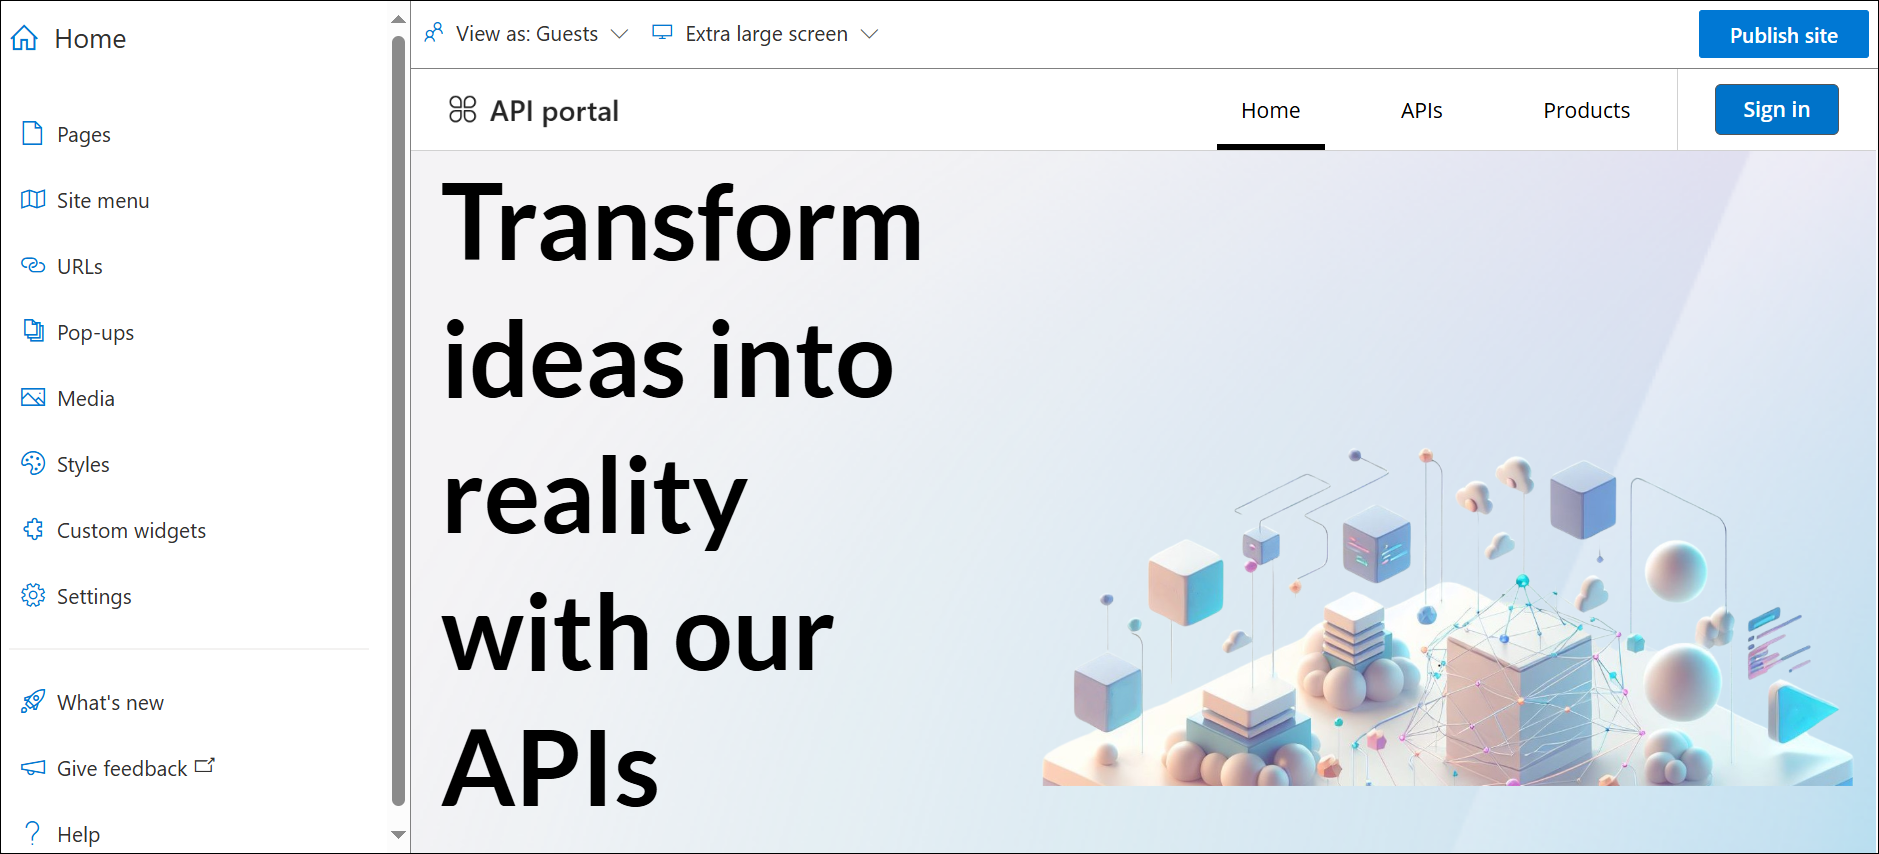 Home
Pages
Site menu
URLs
Pop-ups
Media
Styles
Custom widgets
Settings
What's new
Give feedback
Help
View as: Guests
Extra large screen
Publish site
API portal
Home
APIs
Products
Sign in
Transform
ideas into
reality
with our
APIs